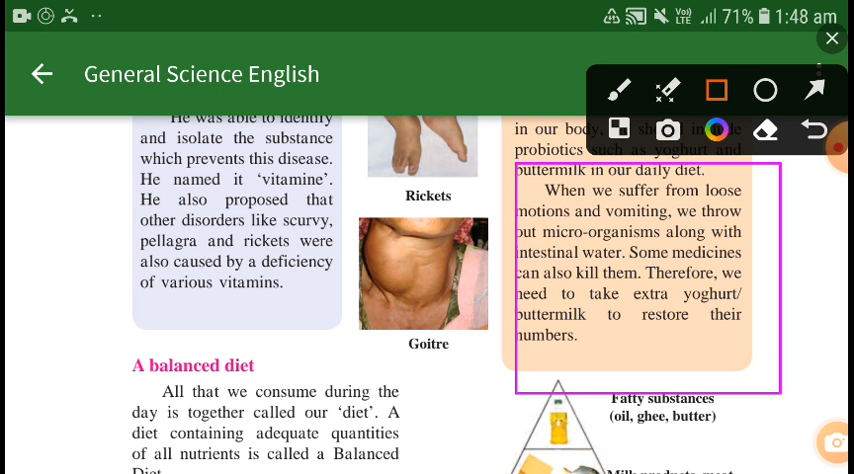 Vo))
LTE
71%
1:48 am
General Science English
He was able to identify
and isolate the substance
which prevents this disease.
He named it ‘vitamine’.
He also proposed that
other disorders like scurvy,
pellagra and rickets were
also caused by a deficiency
of various vitamins.
Rickets
Goitre
A balanced diet
All that we consume during the
day is together called our ‘diet’. A
diet containing adequate quantities
of all nutrients is called a Balanced
Diet
in our body,
probiotics such as yoghurt and
buttermilk in our daily diet.
When we suffer from loose
motions and vomiting, we throw
out micro-organisms along with
intestinal water. Some medicines
can also kill them. Therefore, we
need to take extra yoghurt/
buttermilk to restore their
numbers.
Fatty substances
(oil, ghee, butter)
Milk products, meat